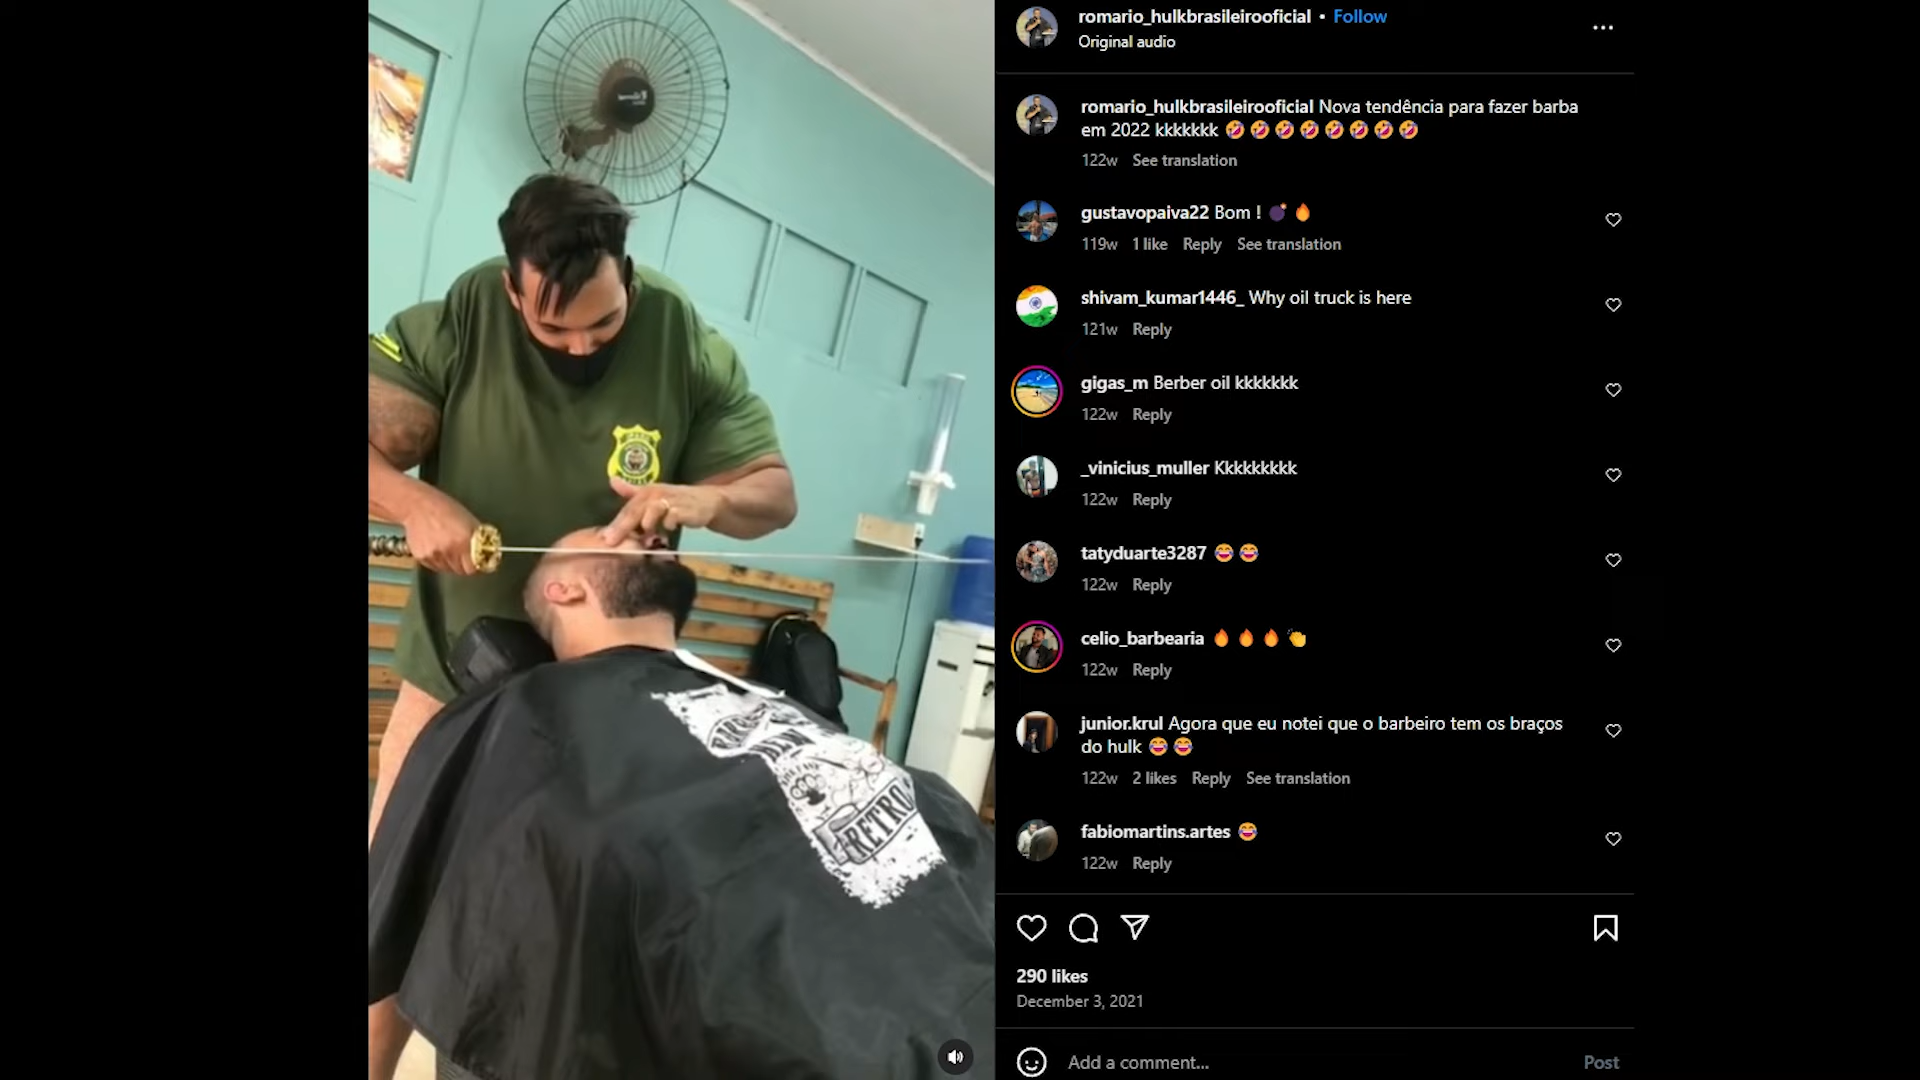 romario_hulkbrasileirooficial • Follow
Original audio
romario_hulkbrasileirooficial Nova tendência para fazer barba
em 2022 kkkkkkk 🤣🤣🤣🤣🤣🤣🤣🤣
122w See translation
gustavopaiva22 Bom ! 💣🔥
119w 1 like Reply See translation
shivam_kumar1446_ Why oil truck is here
121w Reply
gigas_m Berber oil kkkkkkk
122w Reply
_vinicius_muller Kkkkkkkkk
122w Reply
tatyduarte3287 😂😂
122w Reply
celio_barbearia 🔥🔥🔥👏
122w Reply
junior.krul Agora que eu notei que o barbeiro tem os braços
do hulk 😂😂
122w 2 likes Reply See translation
fabiomartins.artes 😂
122w Reply
290 likes
December 3, 2021
Add a comment... Post
RETRO